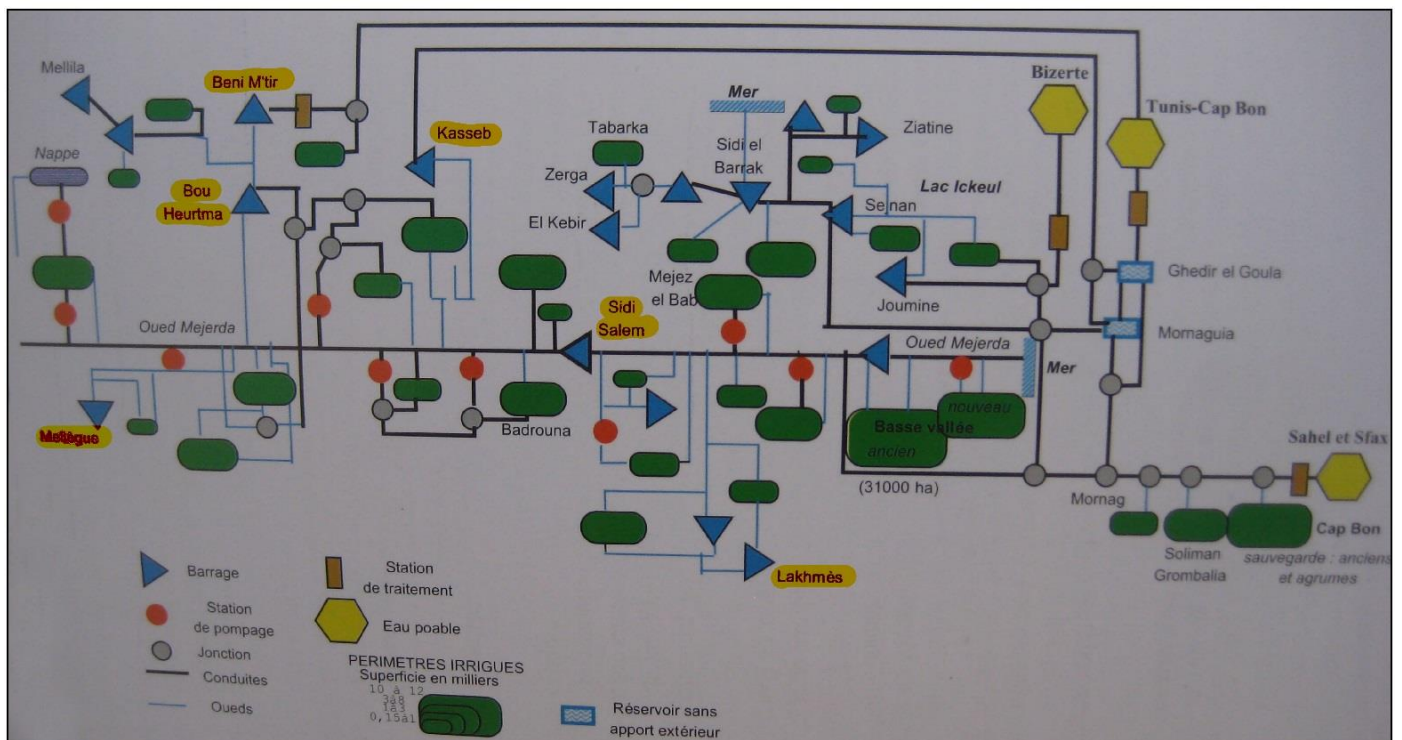 Mellila
Beni M'tir
Kasseb
Mer
Bizerte
Tunis-Cap Bon
Tabarka
Sidi el
Barrak
Ziatine
Nappe
Zerga
Lac Ickeul
Bou
Heurtma
El Kebir
Sejnan
Mejez
el Bab
Joumine
Ghedir el Goula
Mornaguia
Oued Mejerda
Sidi
Salem
Oued Mejerda
Mer
nouveau
Basse vallée
ancien
Badrouna
(31000 ha)
Mornag
Sahel et Sfax
Cap Bon
Soliman
Grombalia
sauvegarde : anciens
et agrumes
Lakhmès
Barrage
Station
de traitement
Station
de pompage
Eau poable
Jonction
Conduites
Oueds
PERIMETRES IRRIGUES
Superficie en milliers
10 à 12
3à8
1à3
0,15à1
Réservoir sans
apport extérieur